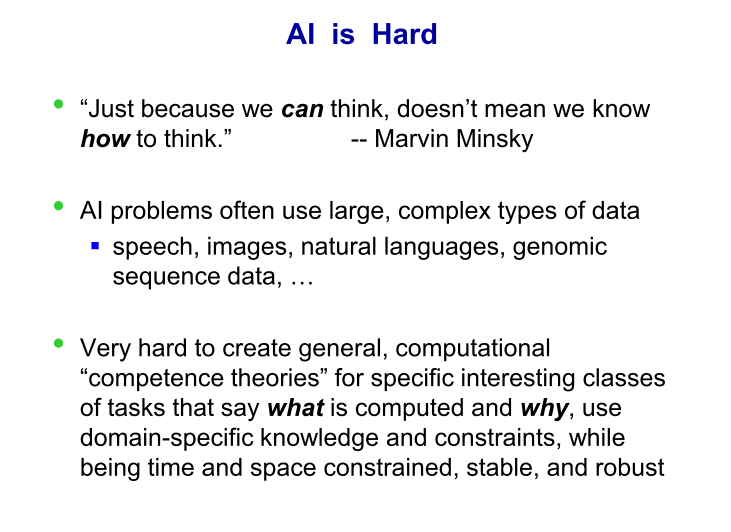 AI is Hard
• “Just because we can think, doesn’t mean we know
how to think.” -- Marvin Minsky
• AI problems often use large, complex types of data
▪ speech, images, natural languages, genomic
sequence data, …
• Very hard to create general, computational
“competence theories” for specific interesting classes
of tasks that say what is computed and why, use
domain-specific knowledge and constraints, while
being time and space constrained, stable, and robust